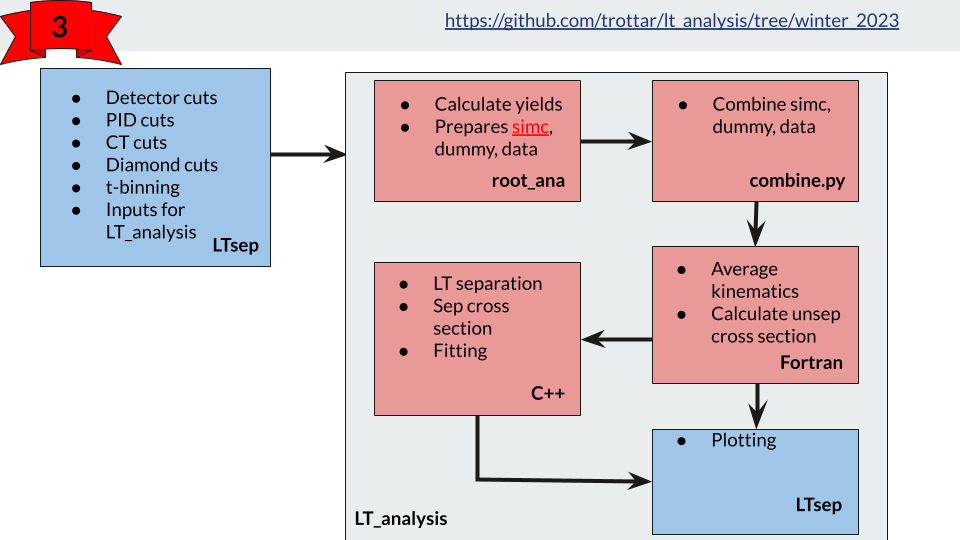 3
https://github.com/trottar/lt_analysis/tree/winter_2023
● Detector cuts
● PID cuts
● CT cuts
● Diamond cuts
● t-binning
● Inputs for
LT_analysis
LTsep
● Calculate yields
● Prepares simc,
dummy, data
root_ana
● Combine simc,
dummy, data
combine.py
● Average
kinematics
● Calculate unsep
cross section
Fortran
● LT separation
● Sep cross
section
● Fitting
C++
● Plotting
LTsep
LT_analysis